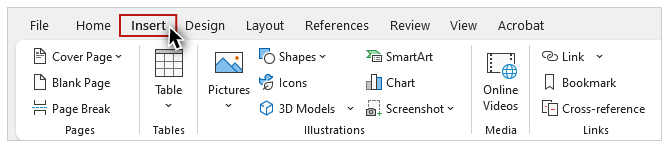 File Home Insert Design Layout References Review View Acrobat
Cover Page
Blank Page
Page Break
Pages
Table
Tables
Pictures
Shapes
Icons
3D Models
SmartArt
Chart
Screenshot
Illustrations
Online
Videos
Media
Link
Bookmark
Cross-reference
Links